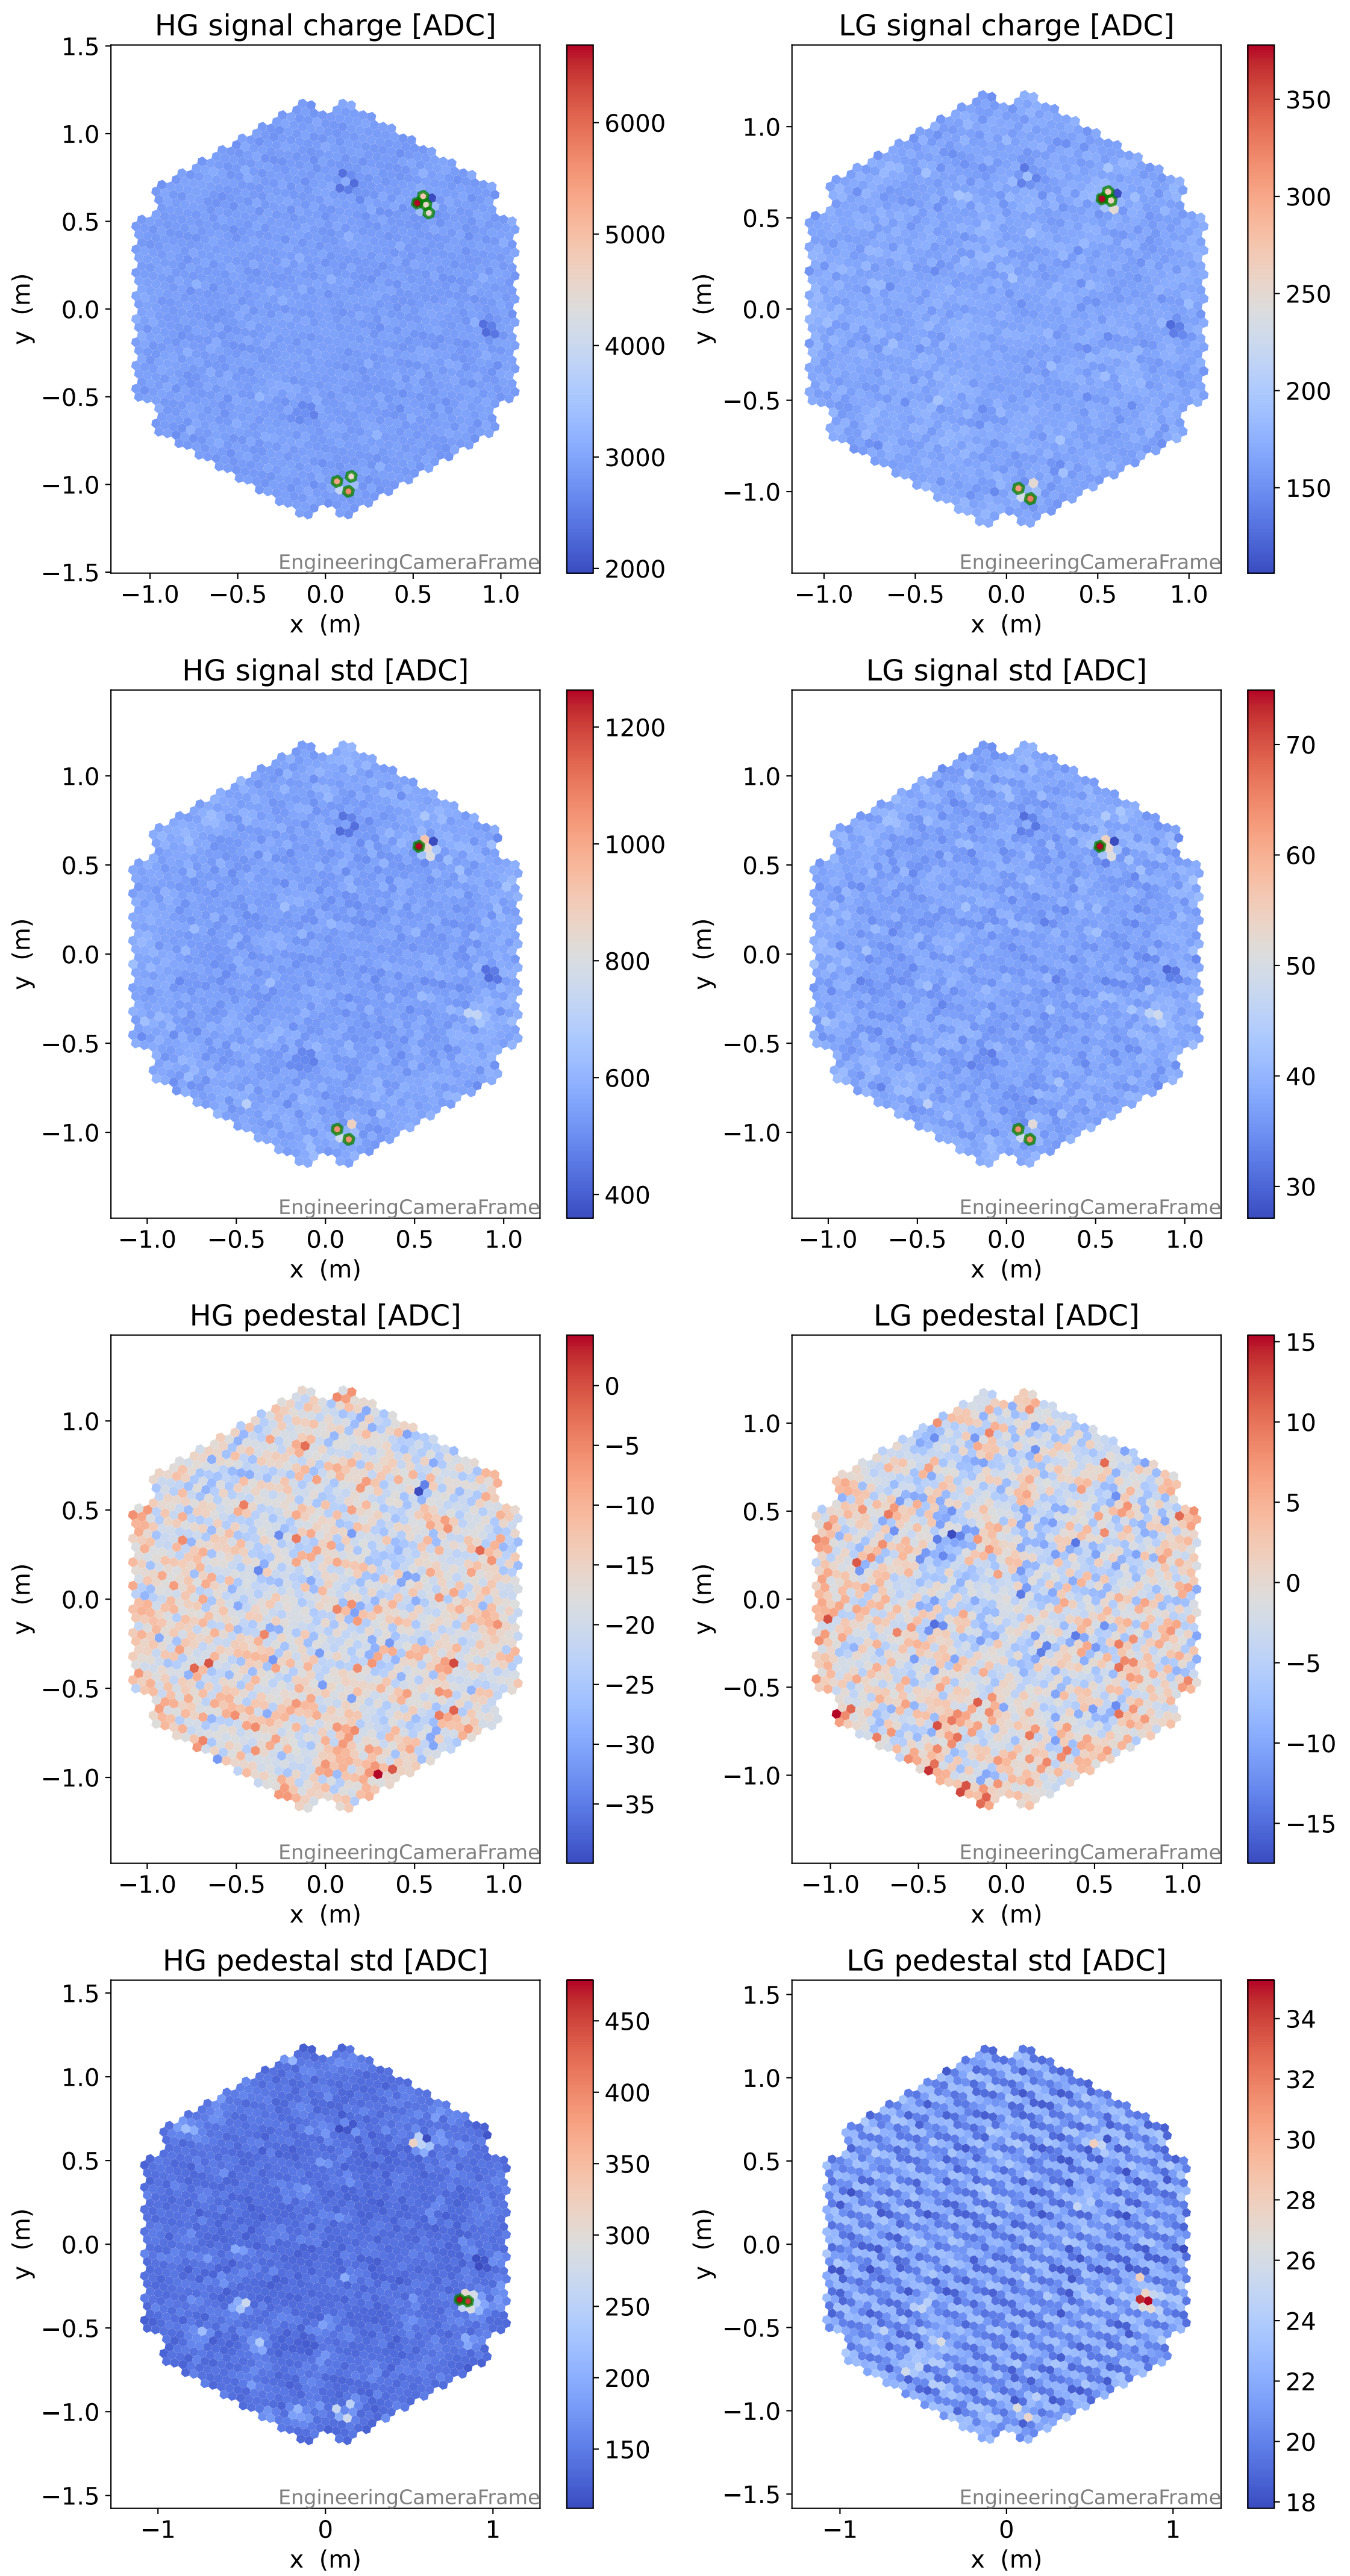 HG signal charge [ADC]
1.5
1.0
0.5
0.0
−0.5
−1.0
−1.5
y (m)
−1.0 −0.5 0.0 0.5 1.0
x (m)
EngineeringCameraFrame
6000
5000
4000
3000
2000
LG signal charge [ADC]
1.0
0.5
0.0
−0.5
−1.0
y (m)
−1.0 −0.5 0.0 0.5 1.0
x (m)
EngineeringCameraFrame
350
300
250
200
150
HG signal std [ADC]
1.0
0.5
0.0
−0.5
−1.0
y (m)
−1.0 −0.5 0.0 0.5 1.0
x (m)
EngineeringCameraFrame
1200
1000
800
600
400
LG signal std [ADC]
1.0
0.5
0.0
−0.5
−1.0
y (m)
−1.0 −0.5 0.0 0.5 1.0
x (m)
EngineeringCameraFrame
70
60
50
40
30
HG pedestal [ADC]
1.0
0.5
0.0
−0.5
−1.0
y (m)
−1.0 −0.5 0.0 0.5 1.0
x (m)
EngineeringCameraFrame
0
−5
−10
−15
−20
−25
−30
−35
LG pedestal [ADC]
1.0
0.5
0.0
−0.5
−1.0
y (m)
−1.0 −0.5 0.0 0.5 1.0
x (m)
EngineeringCameraFrame
15
10
5
0
−5
−10
−15
HG pedestal std [ADC]
1.5
1.0
0.5
0.0
−0.5
−1.0
−1.5
y (m)
−1 0 1
x (m)
EngineeringCameraFrame
450
400
350
300
250
200
150
LG pedestal std [ADC]
1.5
1.0
0.5
0.0
−0.5
−1.0
−1.5
y (m)
−1 0 1
x (m)
EngineeringCameraFrame
34
32
30
28
26
24
22
20
18